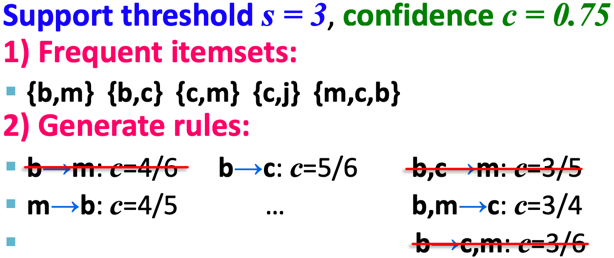 Support threshold s = 3, confidence c = 0.75
1) Frequent itemsets:
{b,m} {b,c} {c,m} {c,j} {m,c,b}
2) Generate rules:
b→m: c=4/6 b→c: c=5/6 b,c→m: c=3/5
m→b: c=4/5 … b,m→c: c=3/4
b→c,m: c=3/6